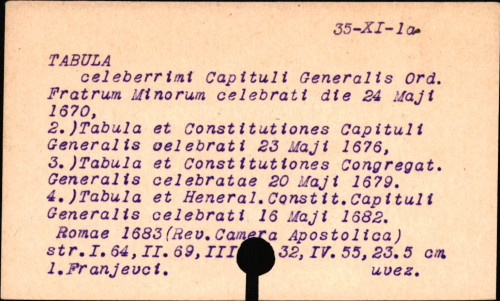 35-XI-1a
TABULA
celeberrimi Capituli Generalis Ord.
Fratrum Minorum celebrati die 24 Maji
1670,
2.)Tabula et Constitutiones Capituli
Generalis celebrati 23 Maji 1676,
3.)Tabula et Constitutiones Congregat.
Generalis celebratae 20 Maji 1679.
4.)Tabula et Heneral.Constit.Capituli
Generalis celebrati 16 Maji 1682.
Romae 1683(Rev.Camera Apostolica)
str.I.64,II.69,III 32,IV.55,23.5 cm
1.Franjevci. uvez.